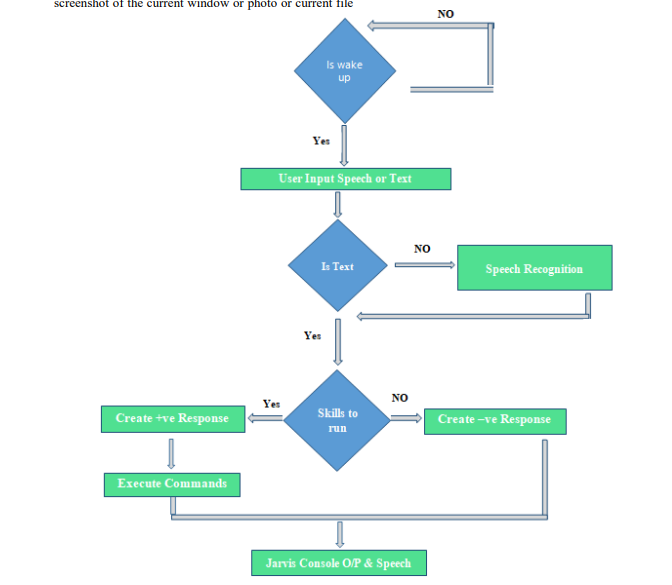 screenshot of the current window or photo or current file
NO
Is wake
up
Yes
User Input Speech or Text
Is Text
NO
Speech Recognition
Yes
Skills to
run
Yes
NO
Create +ve Response
Create –ve Response
Execute Commands
Jarvis Console O/P & Speech